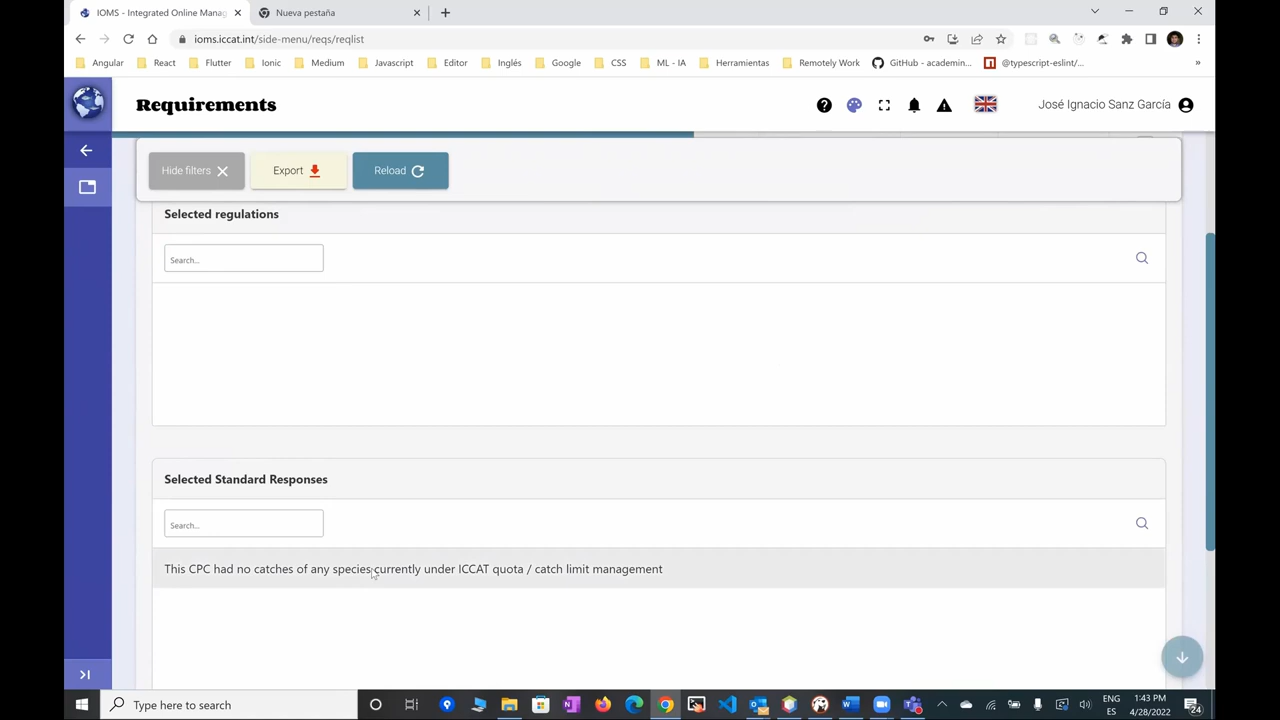 IOMS - Integrated Online Manag
Nueva pestaña
ioms.iccat.int/side-menu/reqs/reqlist
Angular
React
Flutter
Ionic
Medium
Javascript
Editor
Inglés
Google
CSS
ML - IA
Herramientas
Remotely Work
GitHub - academin...
@typescript-eslint/...
»
Requirements
José Ignacio Sanz García
Hide filters
Export
Reload
Selected regulations
Search...
Selected Standard Responses
Search...
This CPC had no catches of any species currently under ICCAT quota / catch limit management
Type here to search
ENG
ES
1:43 PM
4/28/2022
24